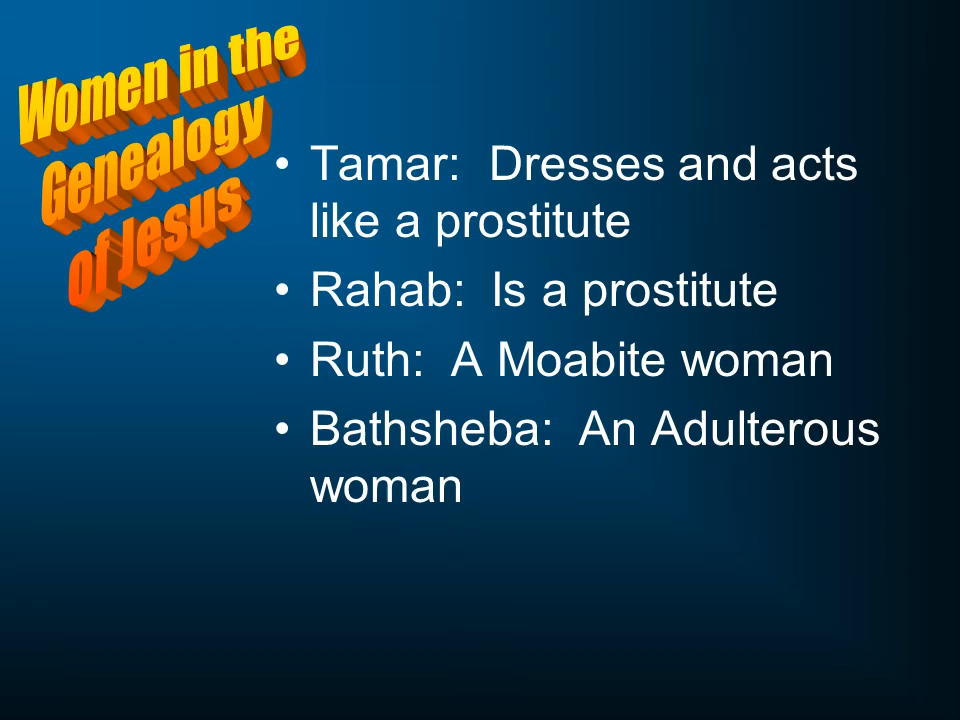 Women in the
Genealogy
of Jesus
• Tamar: Dresses and acts
like a prostitute
• Rahab: Is a prostitute
• Ruth: A Moabite woman
• Bathsheba: An Adulterous
woman